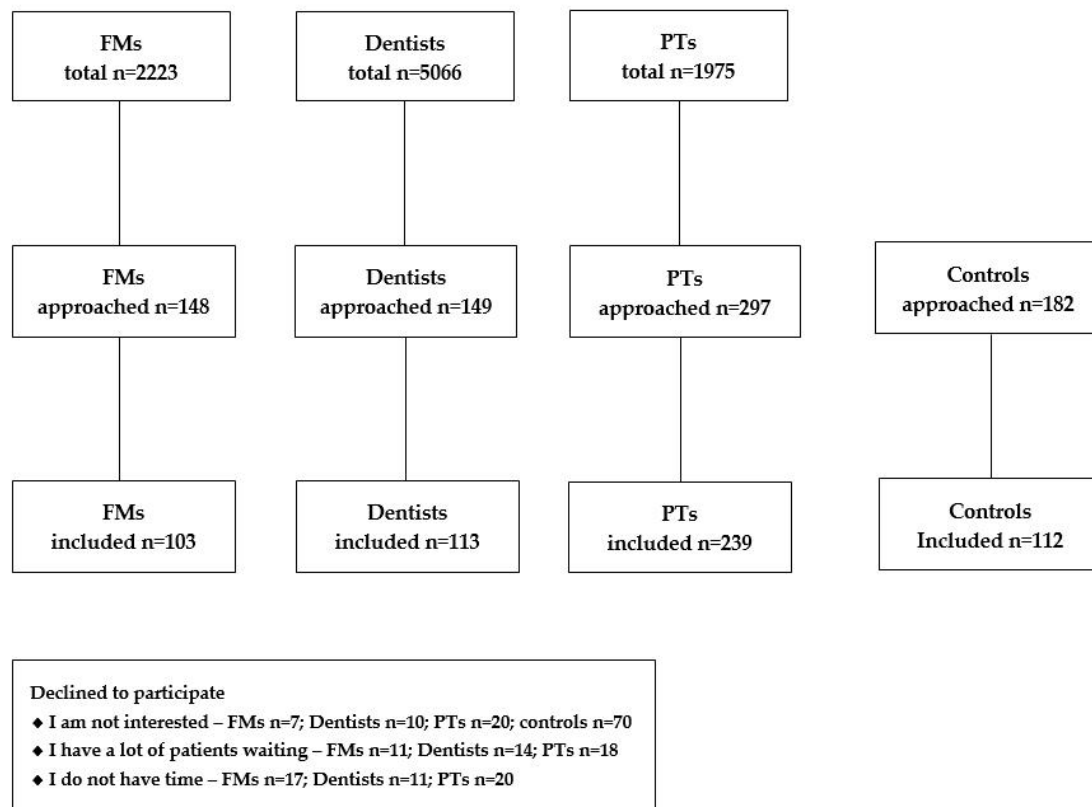 FMs
total n=2223
Dentists
total n=5066
PTs
total n=1975
FMs
approached n=148
Dentists
approached n=149
PTs
approached n=297
Controls
approached n=182
FMs
included n=103
Dentists
included n=113
PTs
included n=239
Controls
Included n=112
Declined to participate
◆ I am not interested – FMs n=7; Dentists n=10; PTs n=20; controls n=70
◆ I have a lot of patients waiting – FMs n=11; Dentists n=14; PTs n=18
◆ I do not have time – FMs n=17; Dentists n=11; PTs n=20